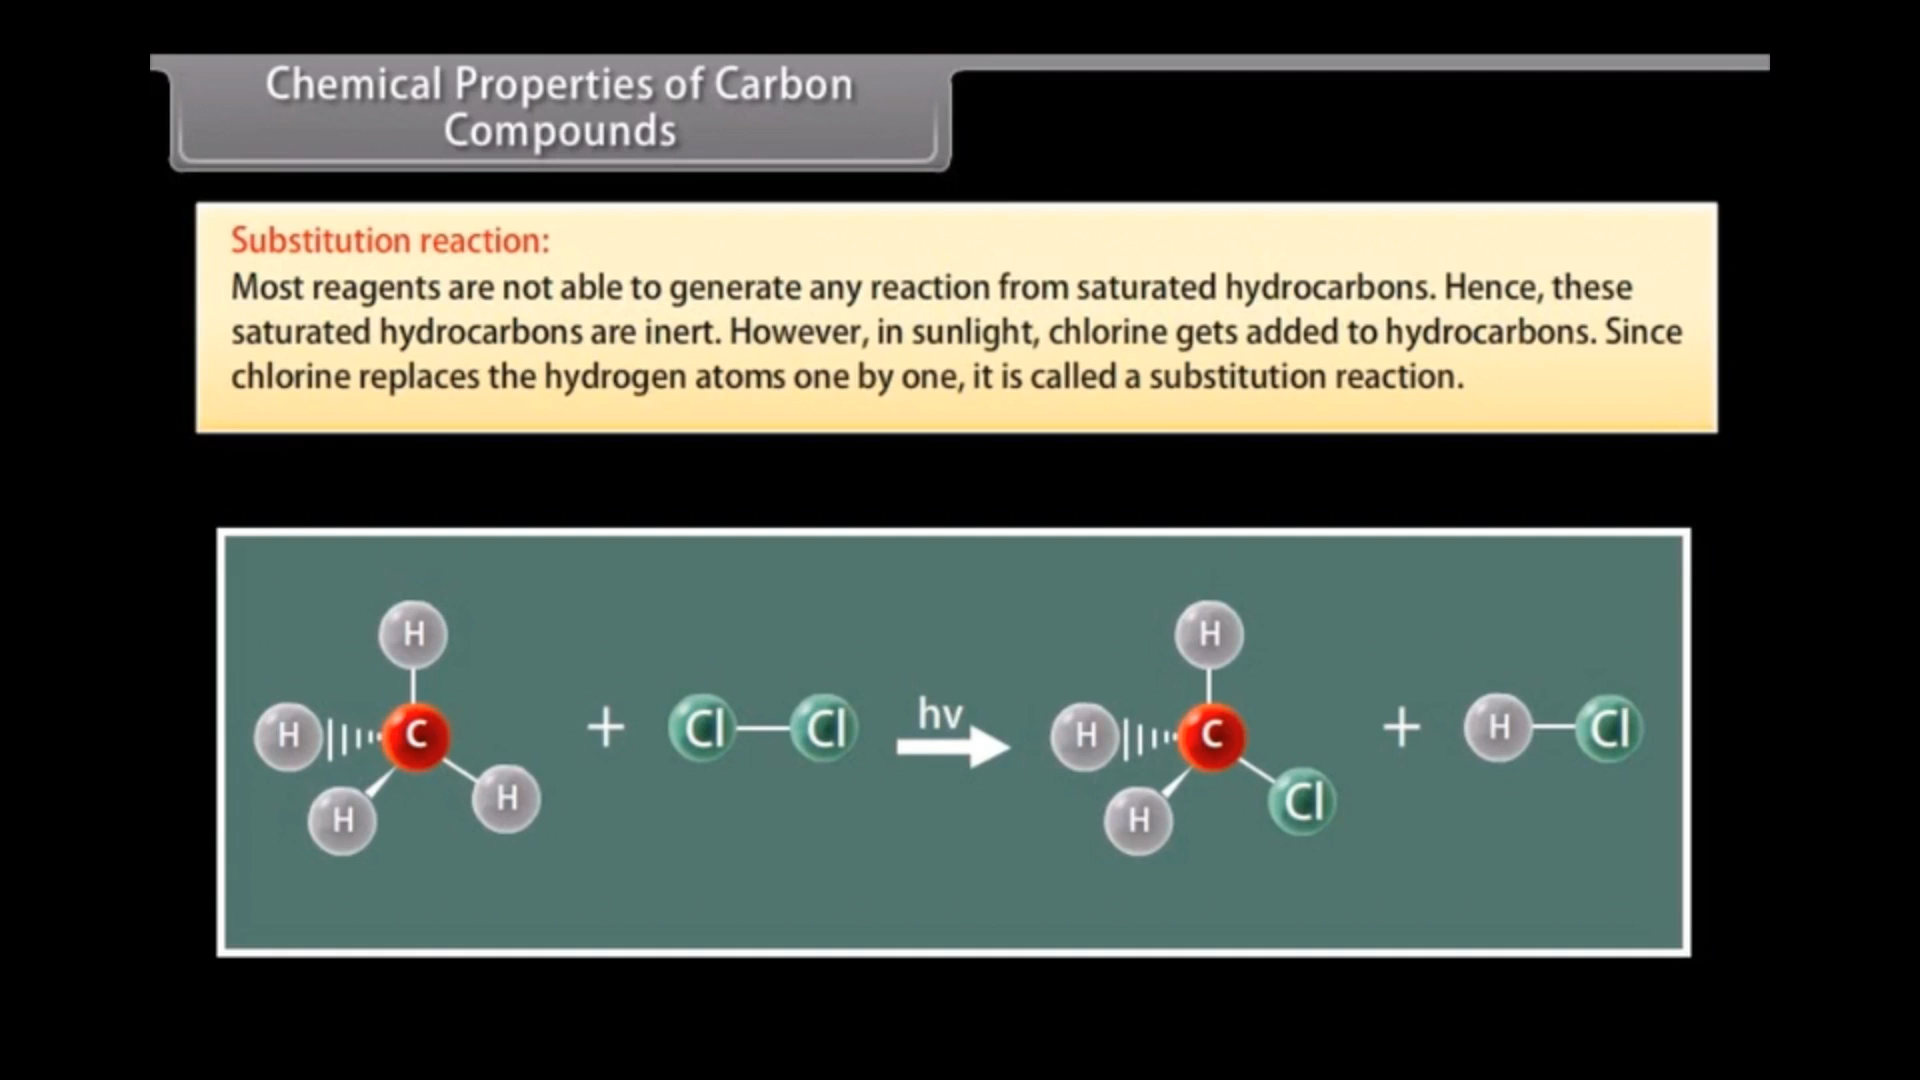 Chemical Properties of Carbon
Compounds
Substitution reaction:
Most reagents are not able to generate any reaction from saturated hydrocarbons. Hence, these
saturated hydrocarbons are inert. However, in sunlight, chlorine gets added to hydrocarbons. Since
chlorine replaces the hydrogen atoms one by one, it is called a substitution reaction.
H
H C
H H
+
Cl Cl
hv
H
H C
H Cl
+
H Cl